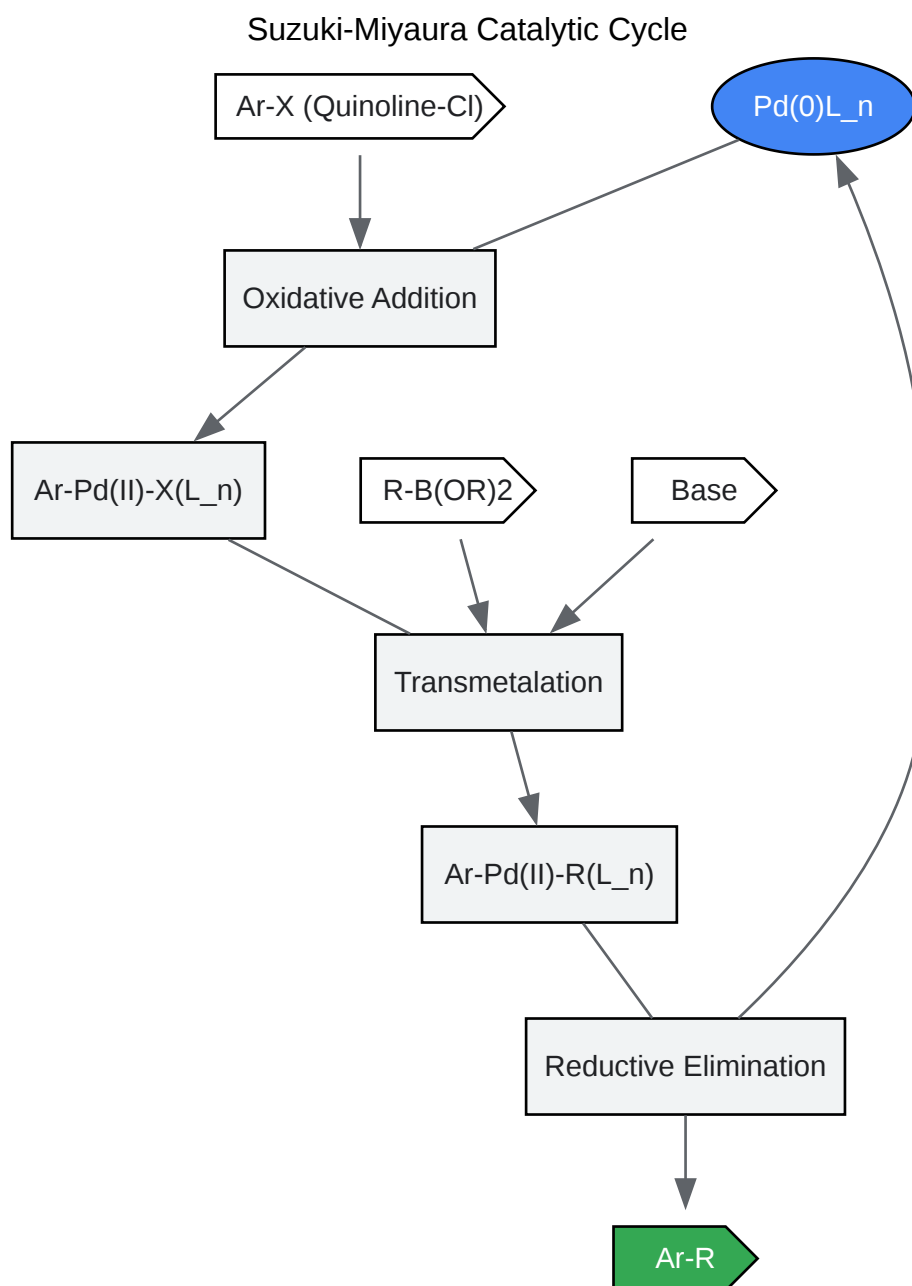 Suzuki-Miyaura Catalytic Cycle
Ar-X (Quinoline-Cl)
Pd(0)L_n
Oxidative Addition
Ar-Pd(II)-X(L_n)
R-B(OR)2
Base
Transmetalation
Ar-Pd(II)-R(L_n)
Reductive Elimination
Ar-R